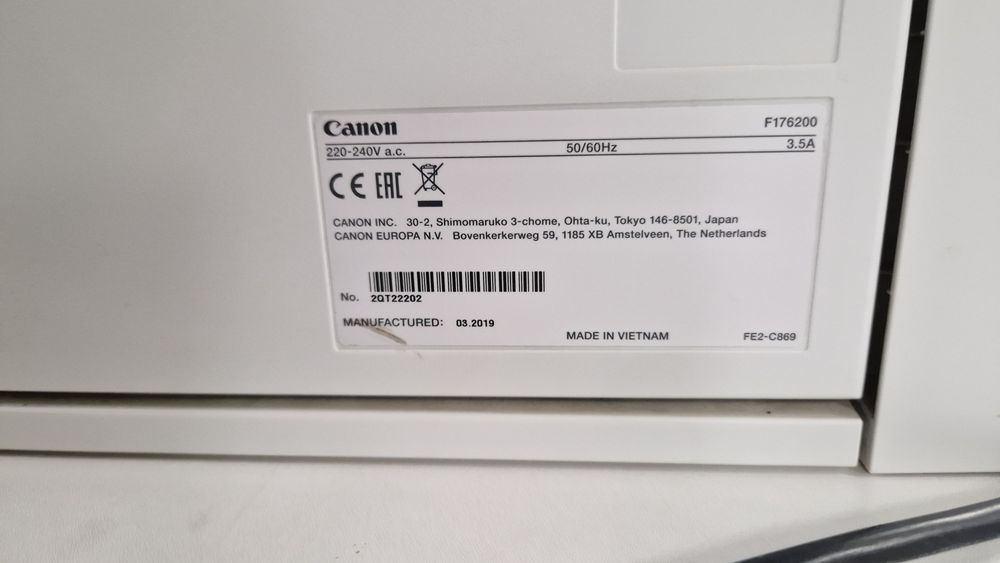 Canon F176200
220-240V a.c. 50/60Hz 3.5A
CE EAC
CANON INC. 30-2, Shimomaruko 3-chome, Ohta-ku, Tokyo 146-8501, Japan
CANON EUROPA N.V. Bovenkerkerweg 59, 1185 XB Amstelveen, The Netherlands
No. 2QT22202
MANUFACTURED: 03.2019
MADE IN VIETNAM FE2-C869